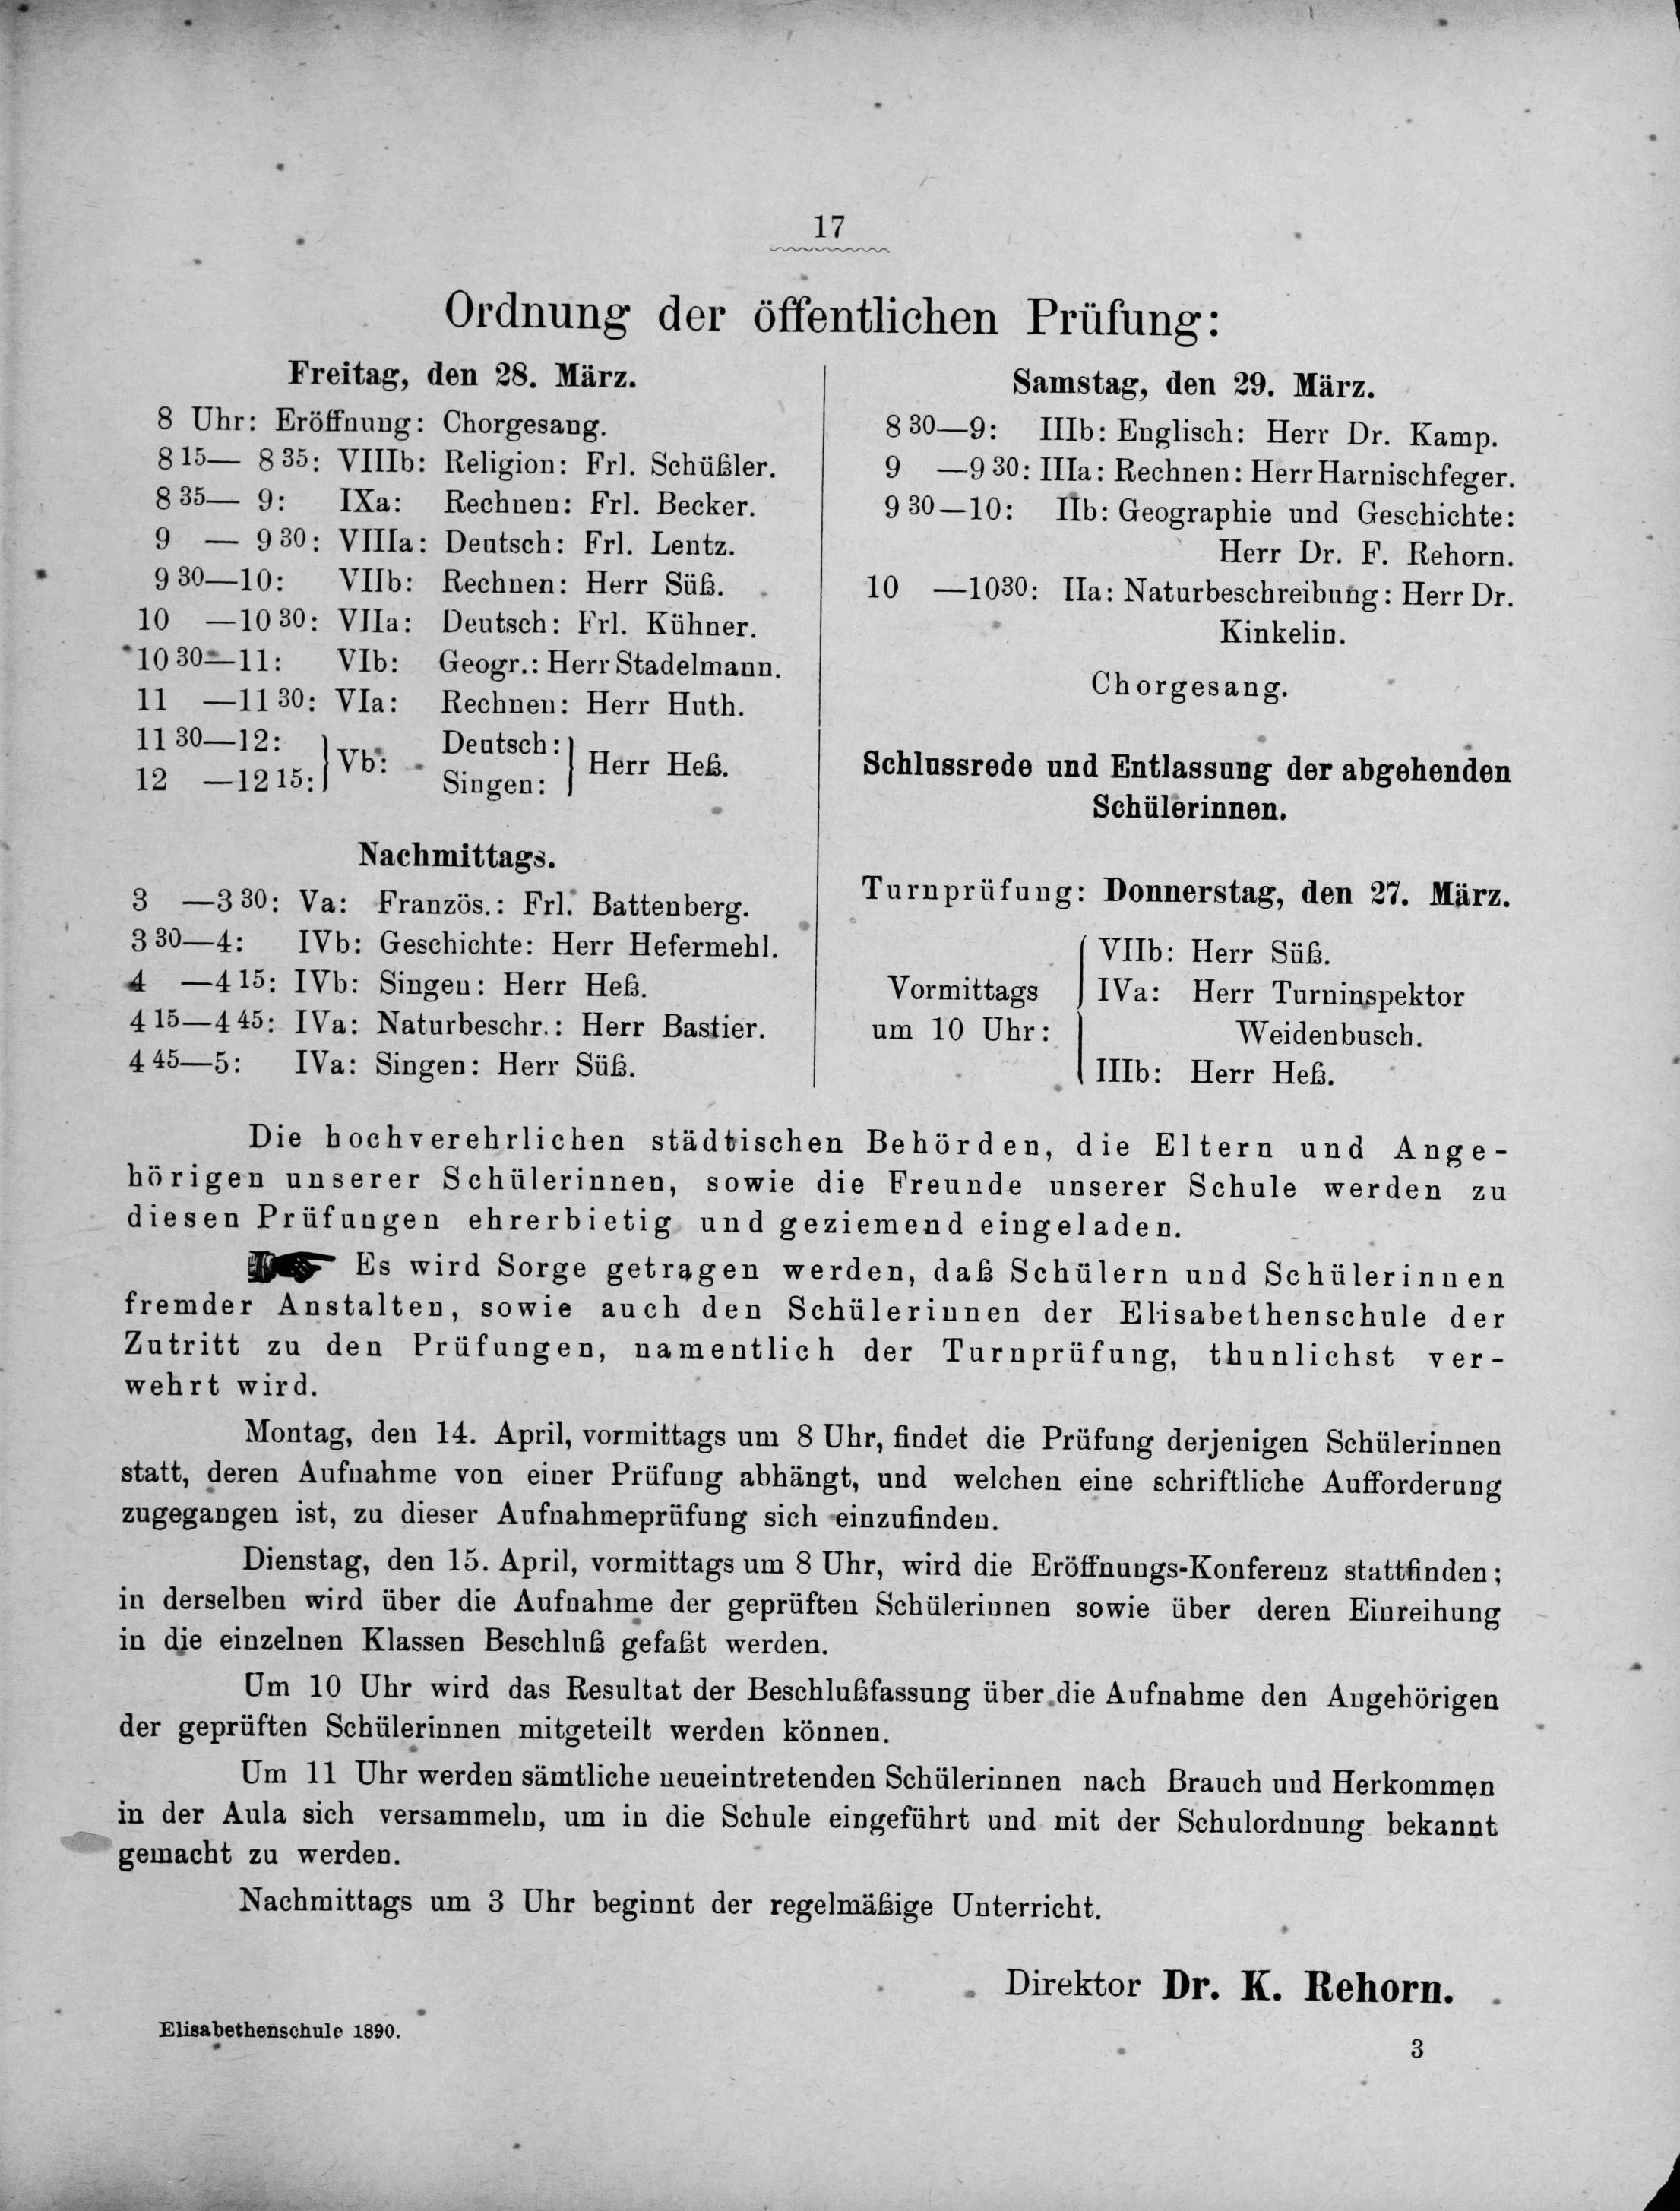 17
Ordnung der öffentlichen Prüfung:
Freitag, den 28. März.
8 Uhr: Eröffnung: Chorgesang.
8 15— 8 35: VIIIb: Religion: Frl. Schüßler.
8 35— 9: IXa: Rechnen: Frl. Becker.
9 — 9 30: VIIIa: Deutsch: Frl. Lentz.
9 30—10: VIIb: Rechnen: Herr Süß.
10 —10 30: VIIa: Deutsch: Frl. Kühner.
10 30—11: VIb: Geogr.: Herr Stadelmann.
11 —11 30: VIa: Rechnen: Herr Huth.
11 30—12: Vb: Deutsch: Herr Heß.
12 —12 15: Singen:
Nachmittags.
3 —3 30: Va: Französ.: Frl. Battenberg.
3 30—4: IVb: Geschichte: Herr Hefermehl.
4 —4 15: IVb: Singen: Herr Heß.
4 15—4 45: IVa: Naturbeschr.: Herr Bastier.
4 45—5: IVa: Singen: Herr Süß.
Samstag, den 29. März.
8 30—9: IIIb: Englisch: Herr Dr. Kamp.
9 —9 30: IIIa: Rechnen: Herr Harnischfeger.
9 30—10: IIb: Geographie und Geschichte:
Herr Dr. F. Rehorn.
10 —1030: IIa: Naturbeschreibung: Herr Dr.
Kinkelin.
Chorgesang.
Schlussrede und Entlassung der abgehenden
Schülerinnen.
Turnprüfung: Donnerstag, den 27. März.
VIIb: Herr Süß.
Vormittags IVa: Herr Turninspektor
um 10 Uhr: Weidenbusch.
IIIb: Herr Heß.
Die hochverehrlichen städtischen Behörden, die Eltern und Ange-
hörigen unserer Schülerinnen, sowie die Freunde unserer Schule werden zu
diesen Prüfungen ehrerbietig und geziemend eingeladen.
☛ Es wird Sorge getragen werden, daß Schülern und Schülerinnen
fremder Anstalten, sowie auch den Schülerinnen der Elisabethenschule der
Zutritt zu den Prüfungen, namentlich der Turnprüfung, thunlichst ver-
wehrt wird.
Montag, den 14. April, vormittags um 8 Uhr, findet die Prüfung derjenigen Schülerinnen
statt, deren Aufnahme von einer Prüfung abhängt, und welchen eine schriftliche Aufforderung
zugegangen ist, zu dieser Aufnahmeprüfung sich einzufinden.
Dienstag, den 15. April, vormittags um 8 Uhr, wird die Eröffnungs-Konferenz stattfinden;
in derselben wird über die Aufnahme der geprüften Schülerinnen sowie über deren Einreihung
in die einzelnen Klassen Beschluß gefaßt werden.
Um 10 Uhr wird das Resultat der Beschlußfassung über die Aufnahme den Angehörigen
der geprüften Schülerinnen mitgeteilt werden können.
Um 11 Uhr werden sämtliche neueintretenden Schülerinnen nach Brauch und Herkommen
in der Aula sich versammeln, um in die Schule eingeführt und mit der Schulordnung bekannt
gemacht zu werden.
Nachmittags um 3 Uhr beginnt der regelmäßige Unterricht.
Direktor Dr. K. Rehorn.
Elisabethenschule 1890.
3